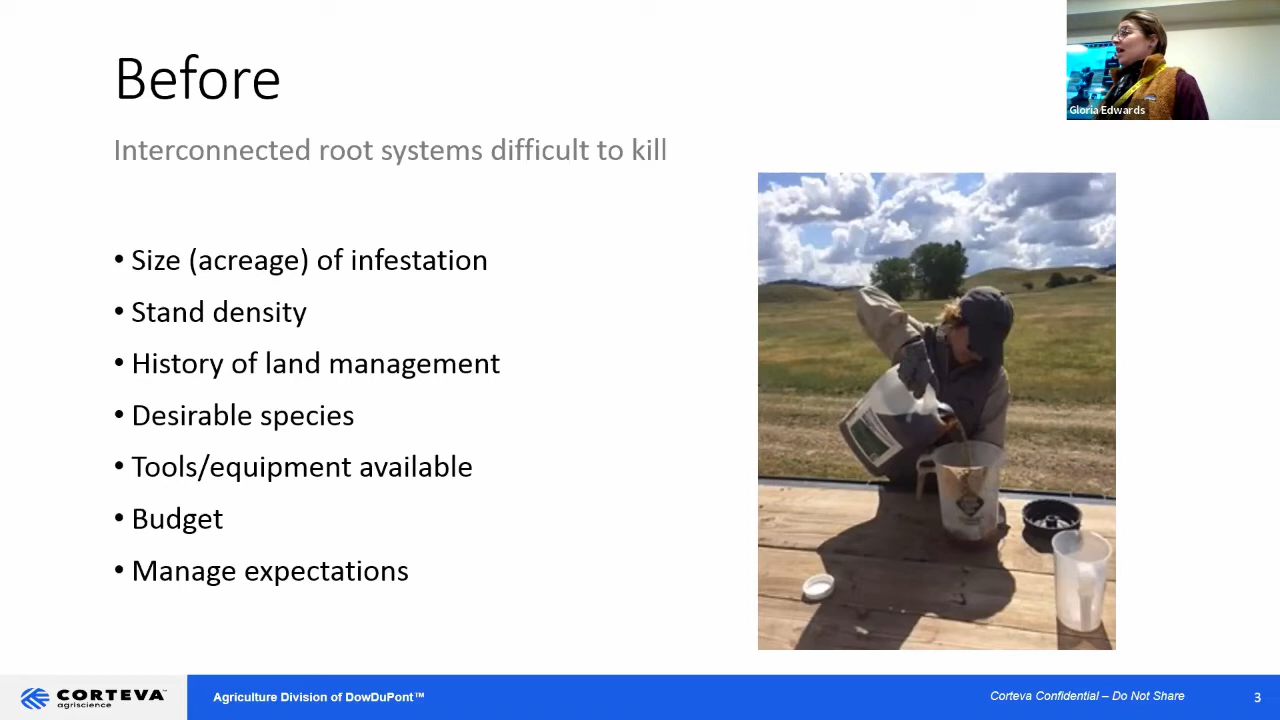 Before
Gloria Edwards
Interconnected root systems difficult to kill
• Size (acreage) of infestation
• Stand density
• History of land management
• Desirable species
• Tools/equipment available
• Budget
• Manage expectations
CORTEVA™
agriscience
Agriculture Division of DowDuPont™
Corteva Confidential – Do Not Share
3